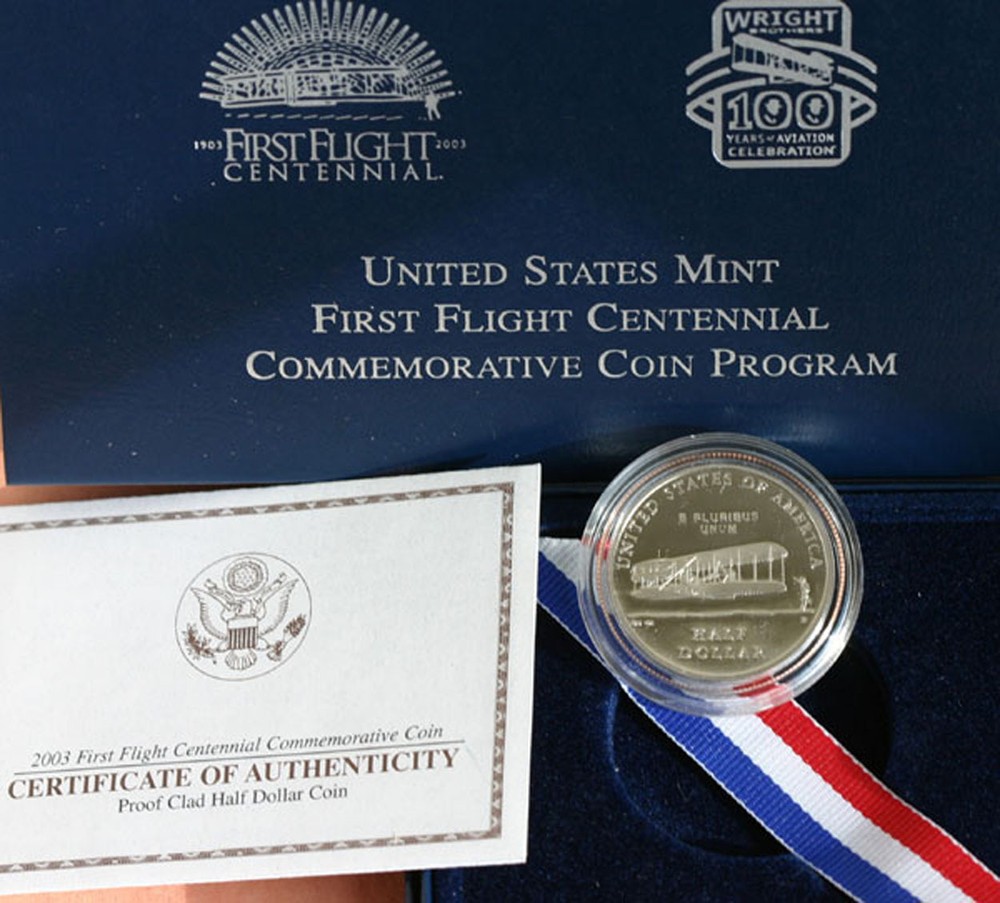 1903 FIRST FLIGHT 2003
CENTENNIAL.
WRIGHT
BROTHERS
100
YEARS OF AVIATION
CELEBRATION
UNITED STATES MINT
FIRST FLIGHT CENTENNIAL
COMMEMORATIVE COIN PROGRAM
UNITED STATES OF AMERICA
E PLURIBUS
UNUM
HALF
DOLLAR
2003 First Flight Centennial Commemorative Coin
CERTIFICATE OF AUTHENTICITY
Proof Clad Half Dollar Coin